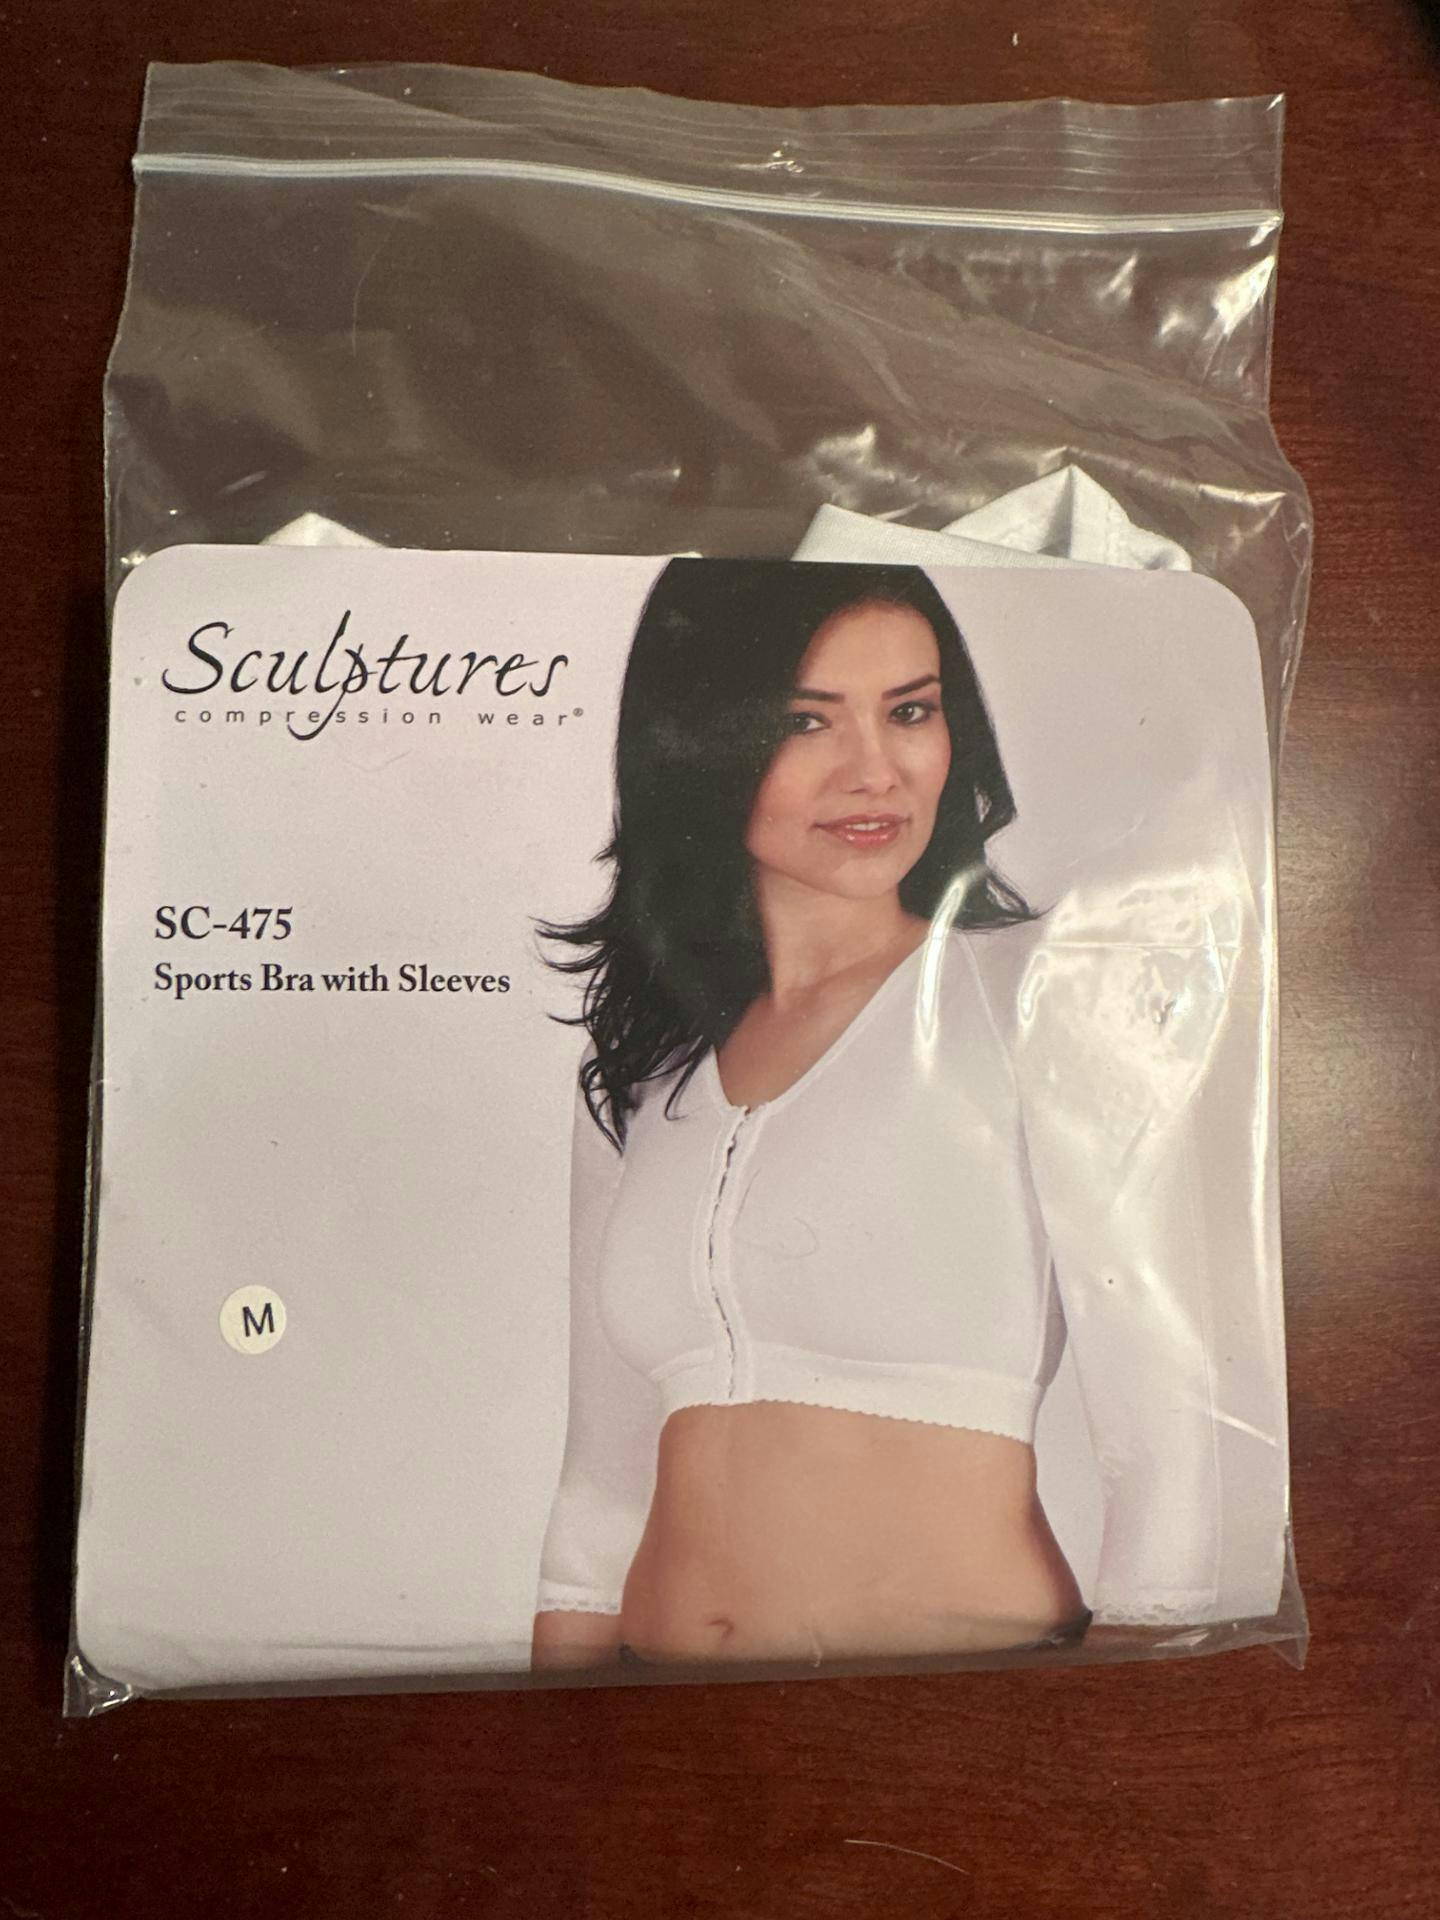 Sculptures
compression wear®
SC-475
Sports Bra with Sleeves
M